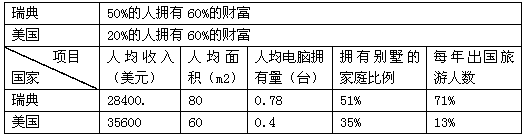 瑞典 50%的人拥有60%的财富
美国 20%的人拥有60%的财富
项目 人均收入 人均面 人均电脑拥 拥有别墅的 每年出国旅
国家 （美元） 积（m2） 有量（台） 家庭比例 游人数
瑞典 28400. 80 0.78 51% 71%
美国 35600 60 0.4 35% 13%